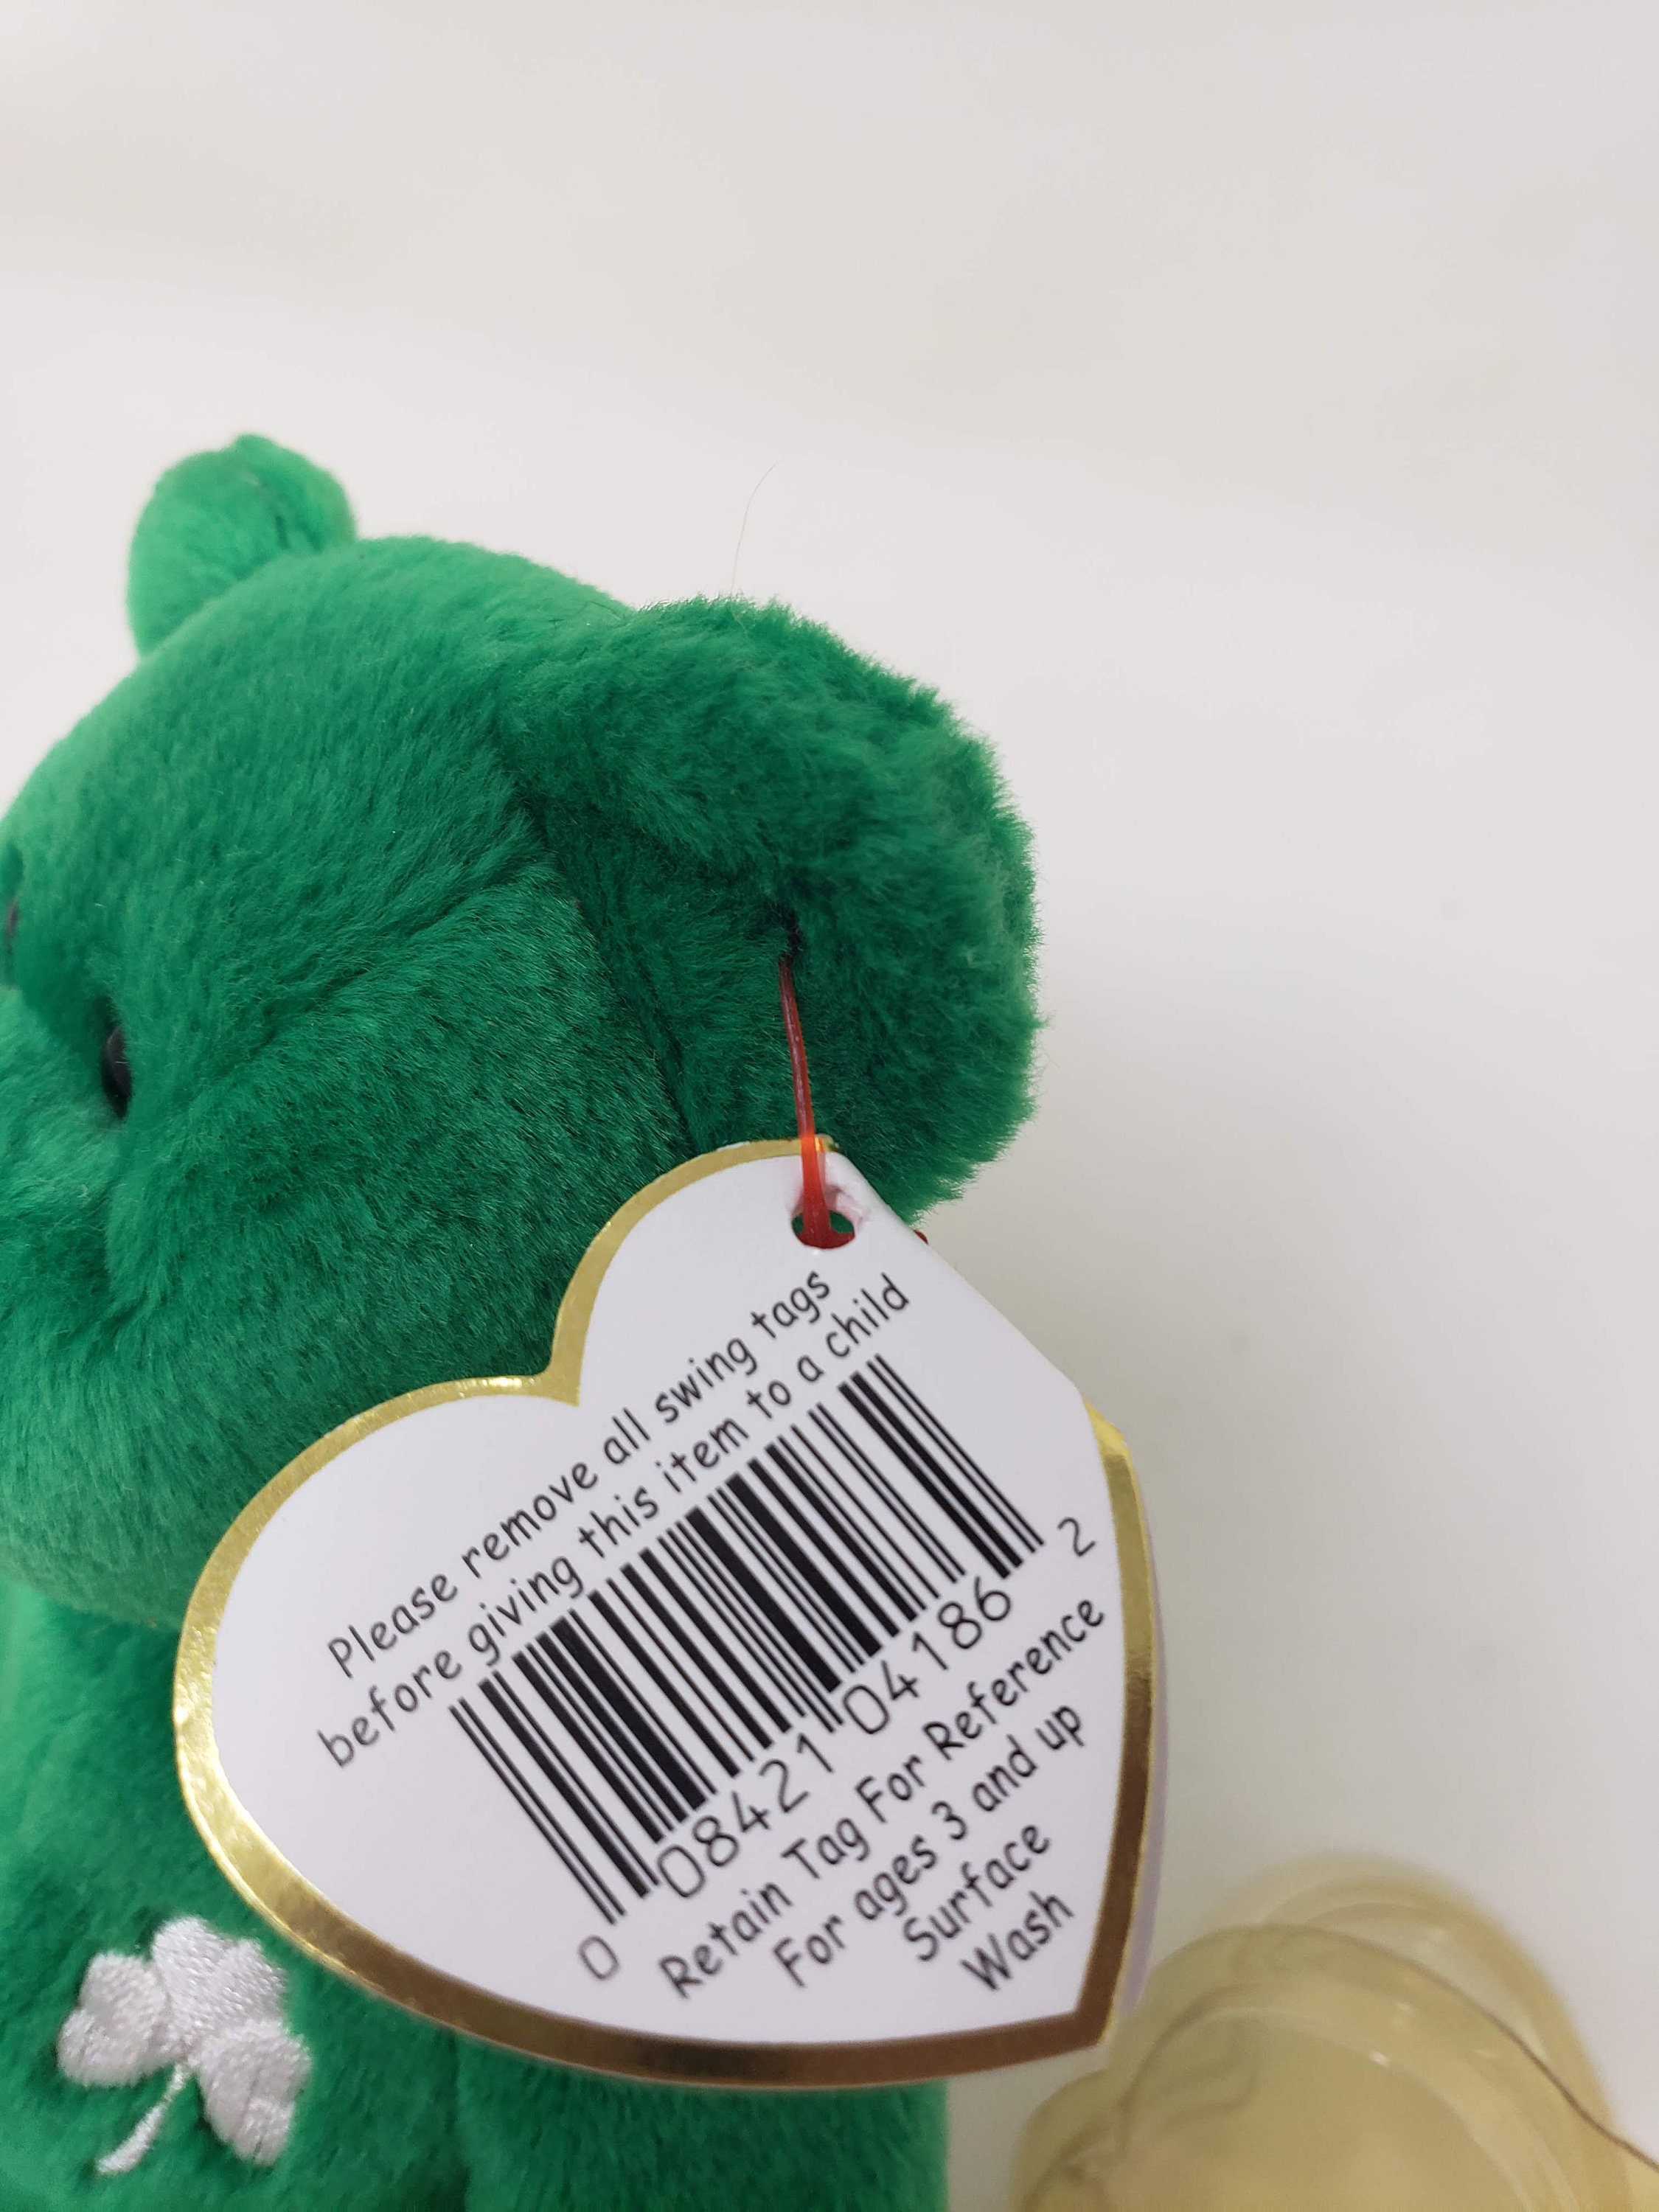 Please remove all swing tags
before giving this item to a child
0 08421 04186 2
Retain Tag For Reference
For ages 3 and up
Surface
Wash